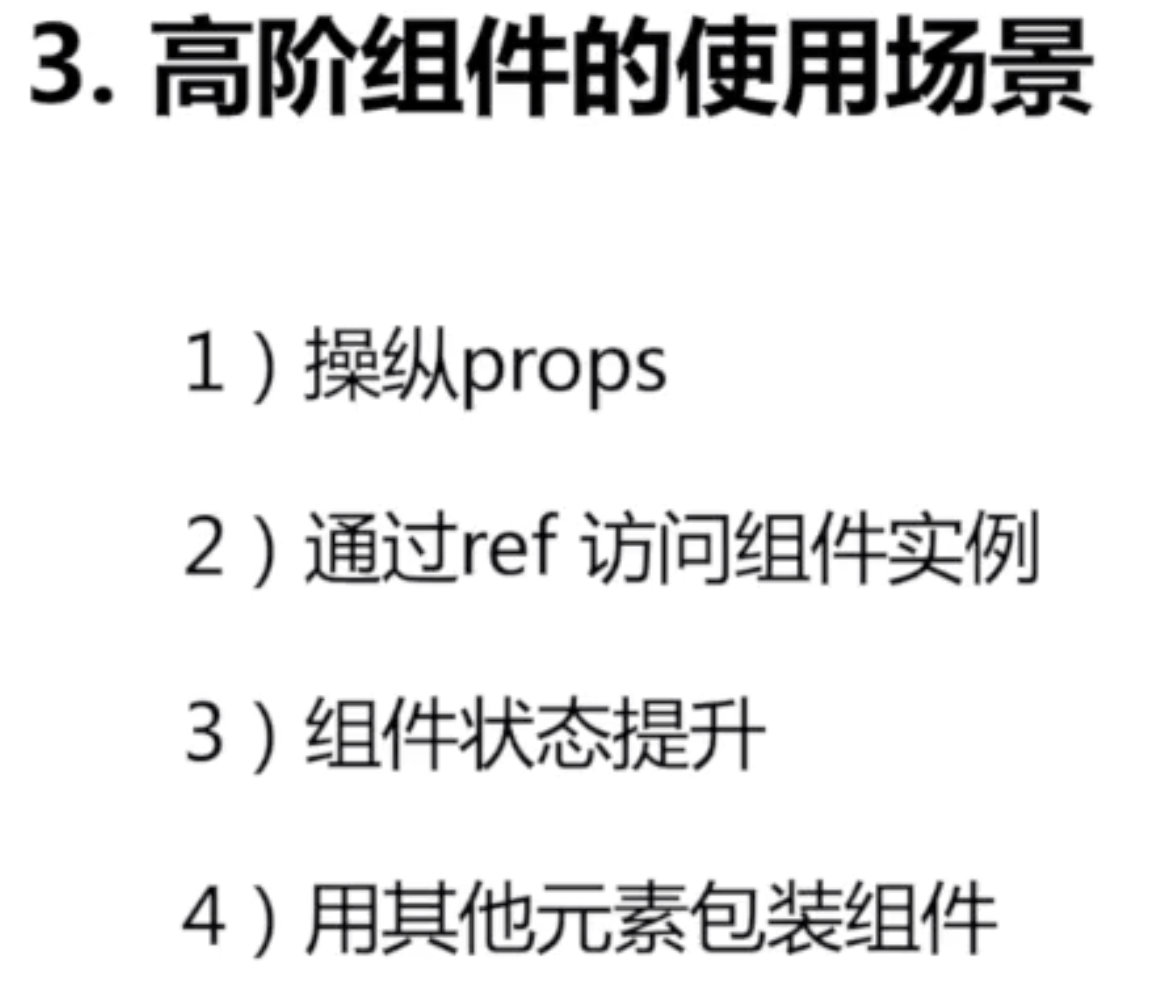 3. 高阶组件的使用场景
1）操纵props
2）通过ref 访问组件实例
3）组件状态提升
4）用其他元素包装组件